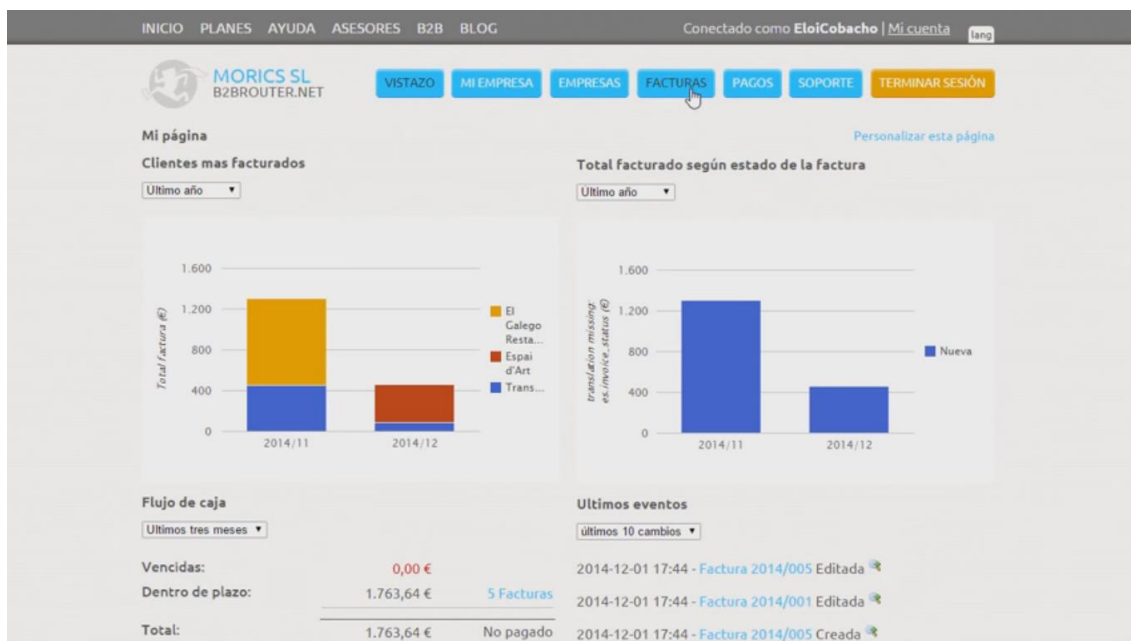 INICIO PLANES AYUDA ASESORES B2B BLOG
Conectado como EloiCobacho | Mi cuenta
lang
MORICS SL
B2BROUTER.NET
VISTAZO
MI EMPRESA
EMPRESAS
FACTURAS
PAGOS
SOPORTE
TERMINAR SESIÓN
Mi página
Personalizar esta página
Clientes mas facturados
Último año
Total factura (€)
1.600
1.200
800
400
0
2014/11
2014/12
El
Galego
Resta...
Espai
d'Art
Trans...
Total facturado según estado de la factura
Último año
translation missing:
es.invoice_status (€)
1.600
1.200
800
400
0
2014/11
2014/12
Nueva
Flujo de caja
Últimos tres meses
Vencidas: 0,00 €
Dentro de plazo: 1.763,64 € 5 Facturas
Total: 1.763,64 € No pagado
Ultimos eventos
últimos 10 cambios
2014-12-01 17:44 - Factura 2014/005 Editada
2014-12-01 17:44 - Factura 2014/001 Editada
2014-12-01 17:44 - Factura 2014/005 Creada